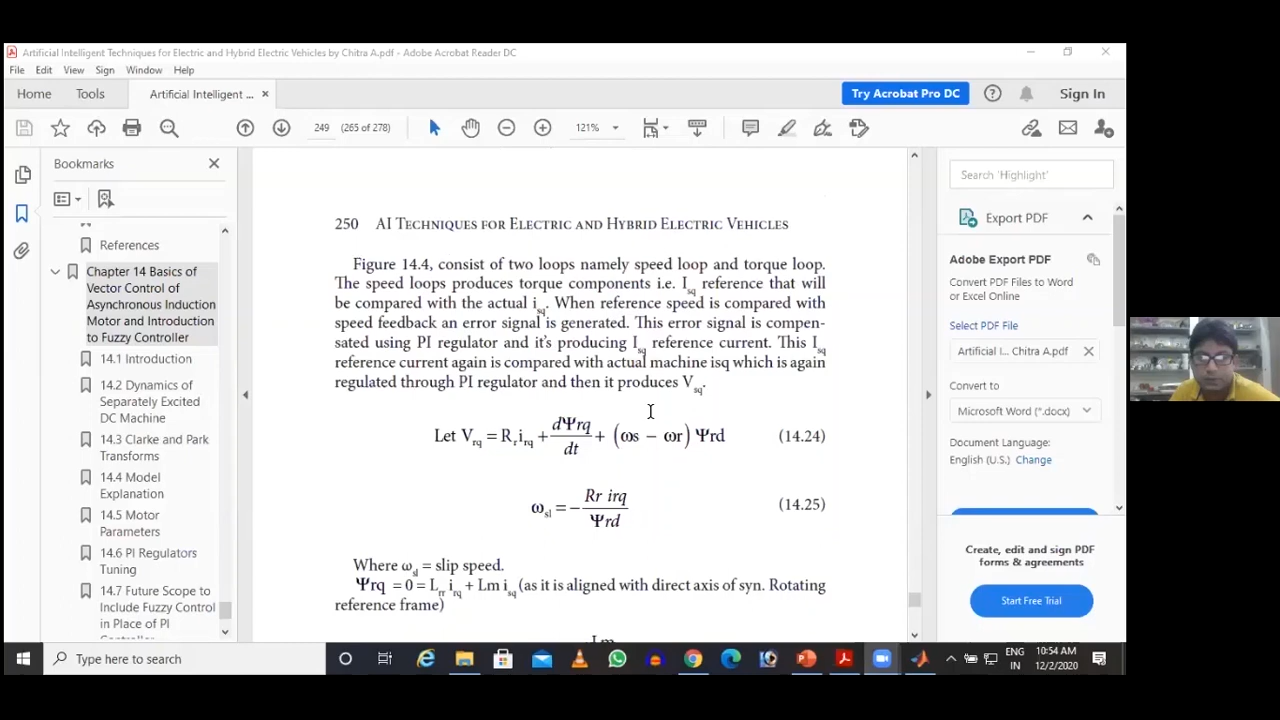 Artificial Intelligent Techniques for Electric and Hybrid Electric Vehicles by Chitra A.pdf - Adobe Acrobat Reader DC
File Edit View Sign Window Help
Home Tools Artificial Intelligent ... × Try Acrobat Pro DC Sign In
249 (265 of 278) 121%
Bookmarks
References
Chapter 14 Basics of
Vector Control of
Asynchronous Induction
Motor and Introduction
to Fuzzy Controller
14.1 Introduction
14.2 Dynamics of
Separately Excited
DC Machine
14.3 Clarke and Park
Transforms
14.4 Model
Explanation
14.5 Motor
Parameters
14.6 PI Regulators
Tuning
14.7 Future Scope to
Include Fuzzy Control
in Place of PI
250 AI Techniques for Electric and Hybrid Electric Vehicles
Figure 14.4, consist of two loops namely speed loop and torque loop.
The speed loops produces torque components i.e. Isq reference that will
be compared with the actual isq. When reference speed is compared with
speed feedback an error signal is generated. This error signal is compen-
sated using PI regulator and it's producing Isq reference current. This Isq
reference current again is compared with actual machine isq which is again
regulated through PI regulator and then it produces Vsq.
Let Vrq = Rrirq + dΨrq/dt + (ωs − ωr) Ψrd (14.24)
ωsl = − Rr irq/Ψrd (14.25)
Where ωsl = slip speed.
Ψrq = 0 = Lrr irq + Lm isq (as it is aligned with direct axis of syn. Rotating
reference frame)
Lm
Search 'Highlight'
Export PDF
Adobe Export PDF
Convert PDF Files to Word
or Excel Online
Select PDF File
Artificial I... Chitra A.pdf ×
Convert to
Microsoft Word (*.docx)
Document Language:
English (U.S.) Change
Create, edit and sign PDF
forms & agreements
Start Free Trial
Type here to search
ENG
IN
10:54 AM
12/2/2020